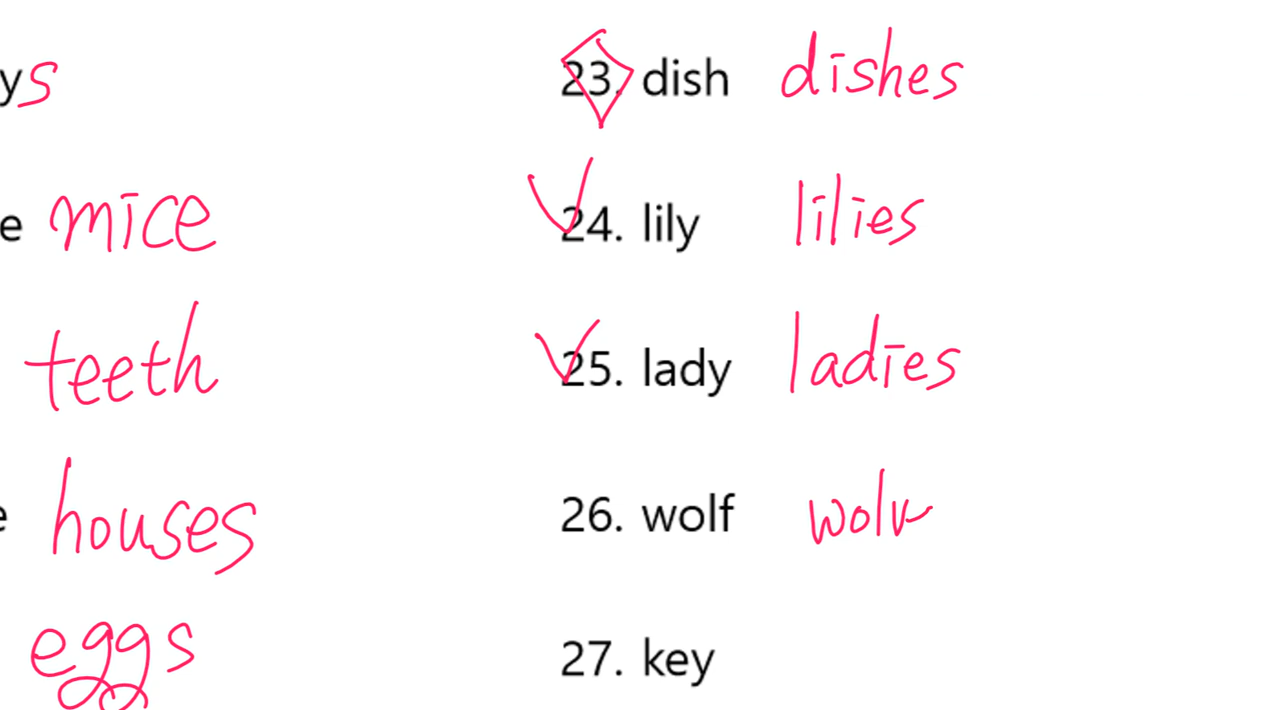 ys
23. dish dishes
e mice
24. lily lilies
teeth
25. lady ladies
e houses
26. wolf wolv
eggs
27. key